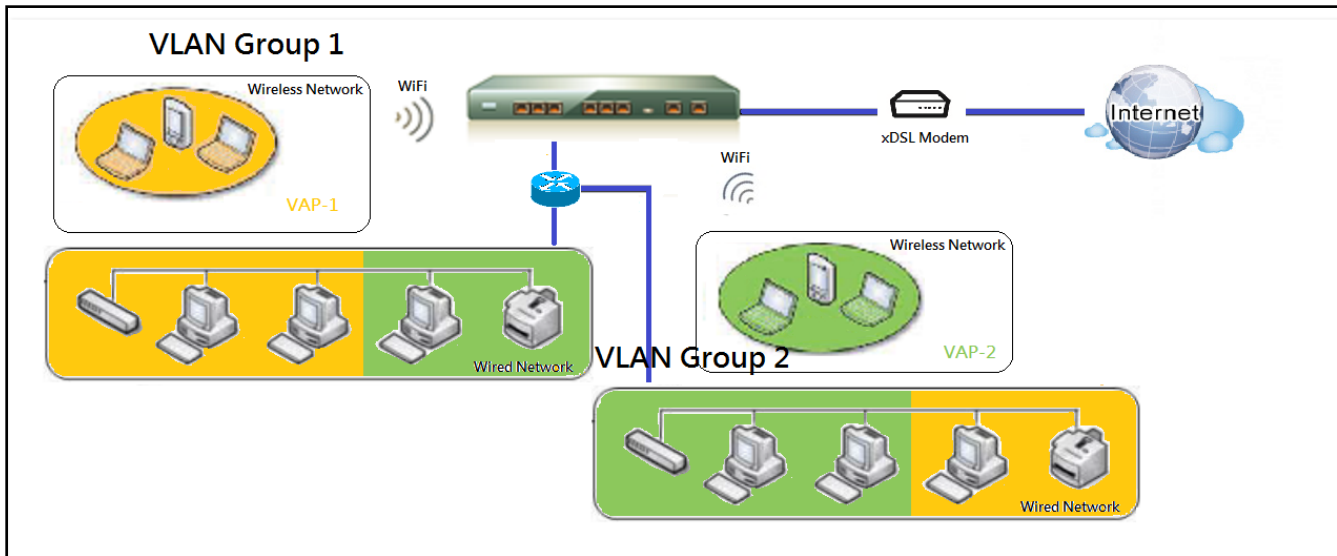 VLAN Group 1
Wireless Network
WiFi
VAP-1
xDSL Modem
Internet
WiFi
Wireless Network
VAP-2
Wired Network
VLAN Group 2
Wired Network